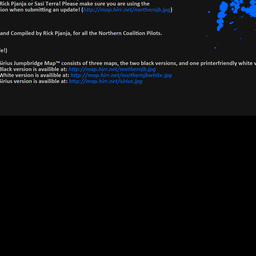 Rick Pjanja or Sasi Terra! Please make sure you are using the
ion when submitting an update! (http://map.hirr.net/northernjb.jpg)
and Compiled by Rick Pjanja, for all the Northern Coalition Pilots.
le!)
Sirius Jumpbridge Map™ consists of three maps, the two black versions, and one printerfriendly white v
Black version is availible at: http://map.hirr.net/northernjb.jpg
White version is availible at: http://map.hirr.net/northernjbwhite.jpg
Sirius version is availible at: http://map.hirr.net/sirius.jpg